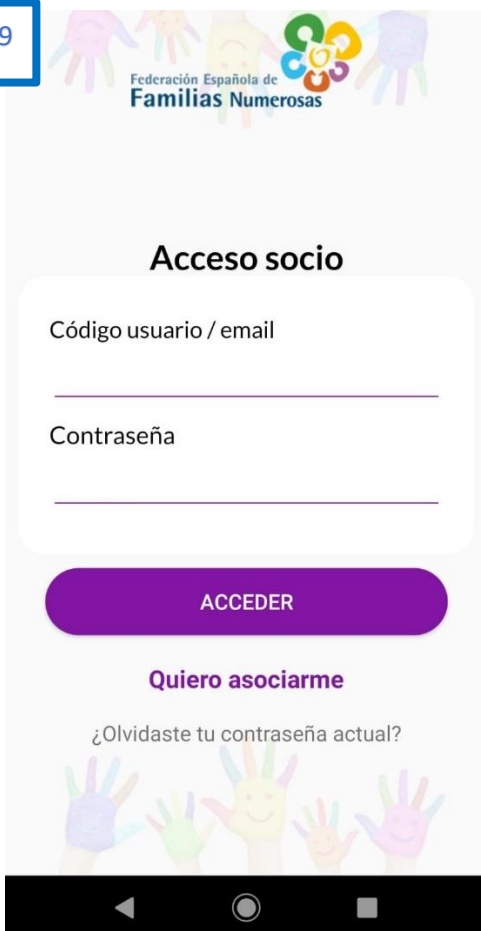 9
Federación Española de
Familias Numerosas
Acceso socio
Código usuario / email
Contraseña
ACCEDER
Quiero asociarme
¿Olvidaste tu contraseña actual?